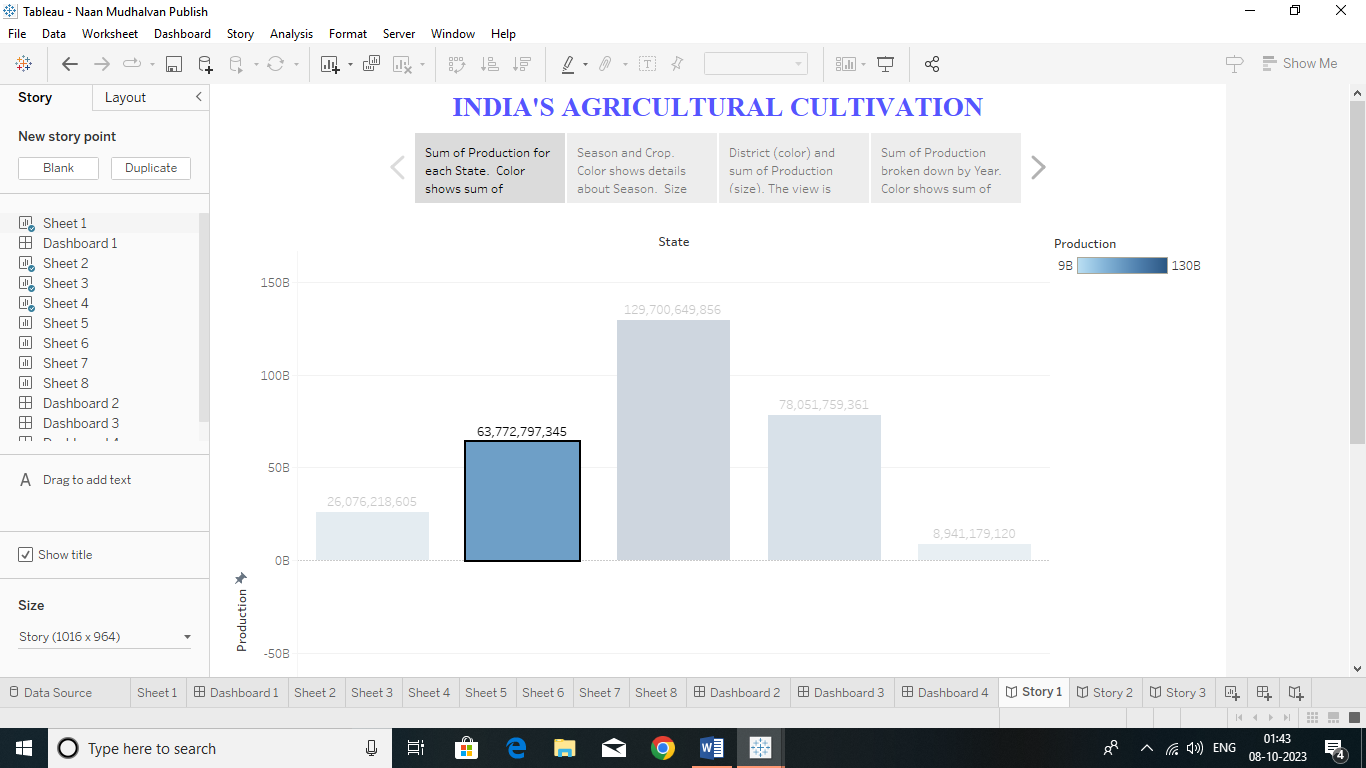 Tableau - Naan Mudhalvan Publish
File Data Worksheet Dashboard Story Analysis Format Server Window Help
Show Me
Story Layout
New story point
Blank Duplicate
Sheet 1
Dashboard 1
Sheet 2
Sheet 3
Sheet 4
Sheet 5
Sheet 6
Sheet 7
Sheet 8
Dashboard 2
Dashboard 3
A Drag to add text
Show title
Size
Story (1016 x 964)
INDIA'S AGRICULTURAL CULTIVATION
Sum of Production for
each State. Color
shows sum of
Season and Crop.
Color shows details
about Season. Size
District (color) and
sum of Production
(size). The view is
Sum of Production
broken down by Year.
Color shows sum of
State
Production
9B 130B
150B
100B
50B
0B
-50B
Production
26,076,218,605
63,772,797,345
129,700,649,856
78,051,759,361
8,941,179,120
Data Source Sheet 1 Dashboard 1 Sheet 2 Sheet 3 Sheet 4 Sheet 5 Sheet 6 Sheet 7 Sheet 8 Dashboard 2 Dashboard 3 Dashboard 4 Story 1 Story 2 Story 3
Type here to search
ENG
01:43
08-10-2023
4